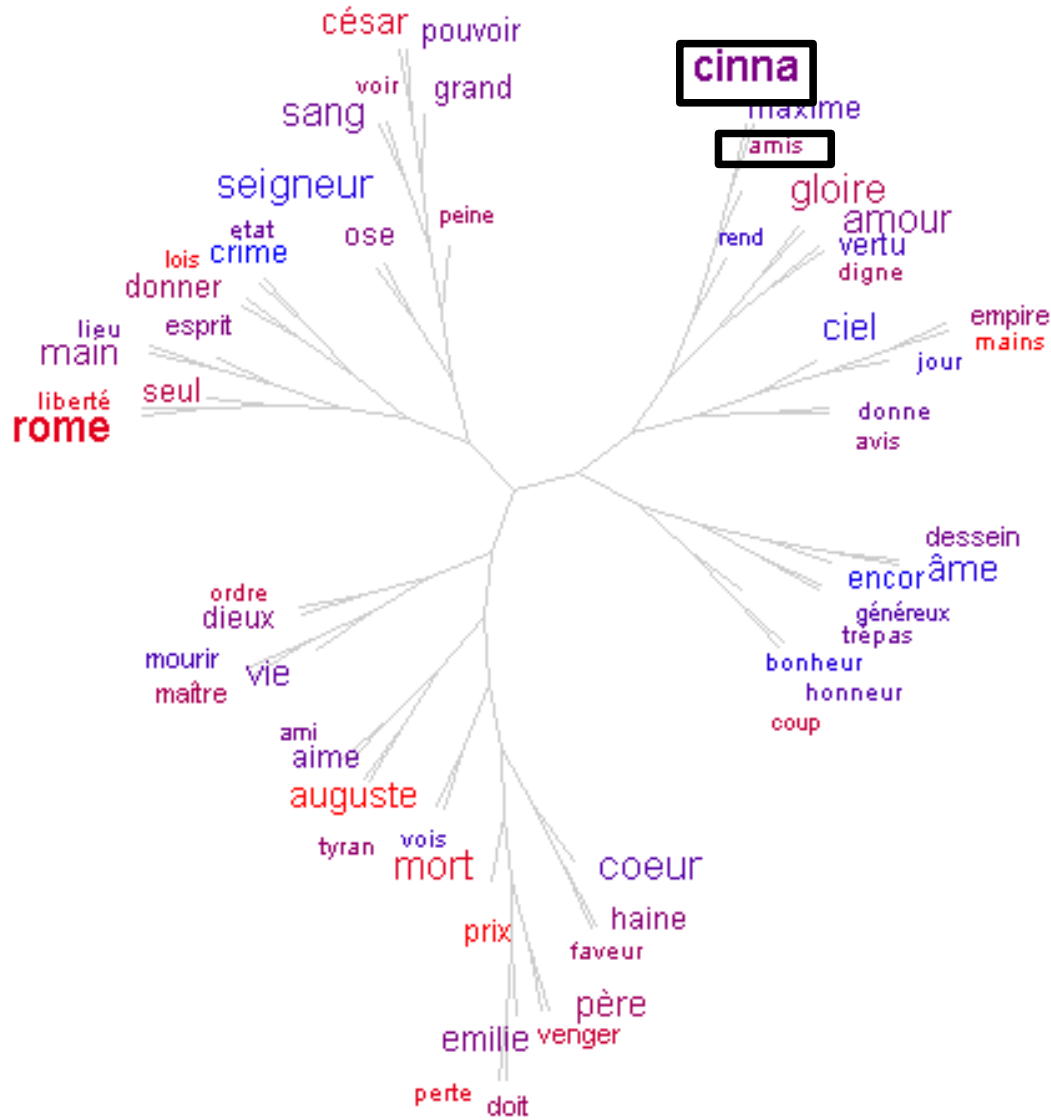 césar
pouvoir
cinna
voir
grand
maxime
sang
amis
seigneur
gloire
peine
amour
etat
ose
rend
vertu
lois
crime
digne
donner
lieu
esprit
ciel
empire
main
mains
jour
liberté
seul
rome
donne
avis
dessein
encor
âme
ordre
dieux
généreux
trépas
mourir
vie
bonheur
maître
honneur
coup
ami
aime
auguste
tyran
vois
mort
coeur
haine
prix
faveur
père
emilie
venger
perte
doit